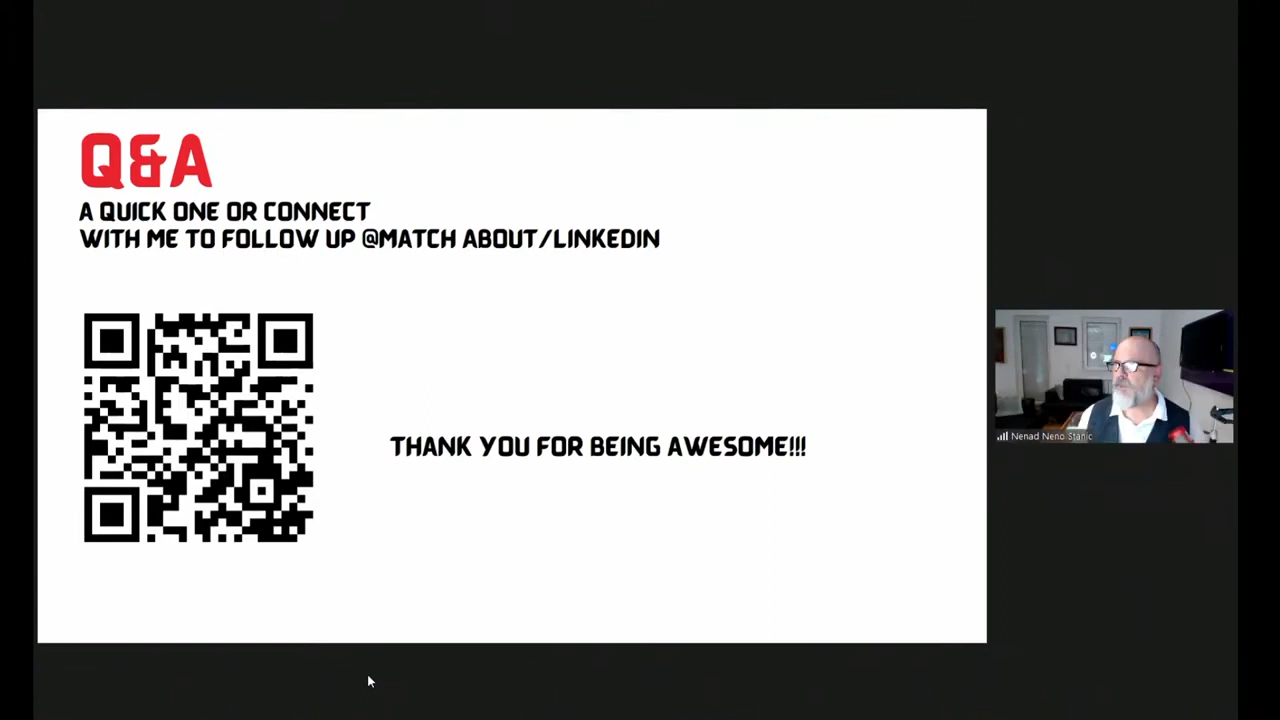 Q&A
A QUICK ONE OR CONNECT
WITH ME TO FOLLOW UP @MATCH ABOUT/LINKEDIN
THANK YOU FOR BEING AWESOME!!!
Nenad Neno Stanic